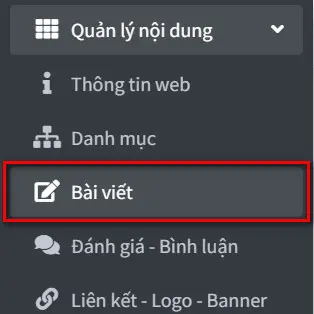 Quản lý nội dung
Thông tin web
Danh mục
Bài viết
Đánh giá - Bình luận
Liên kết - Logo - Banner